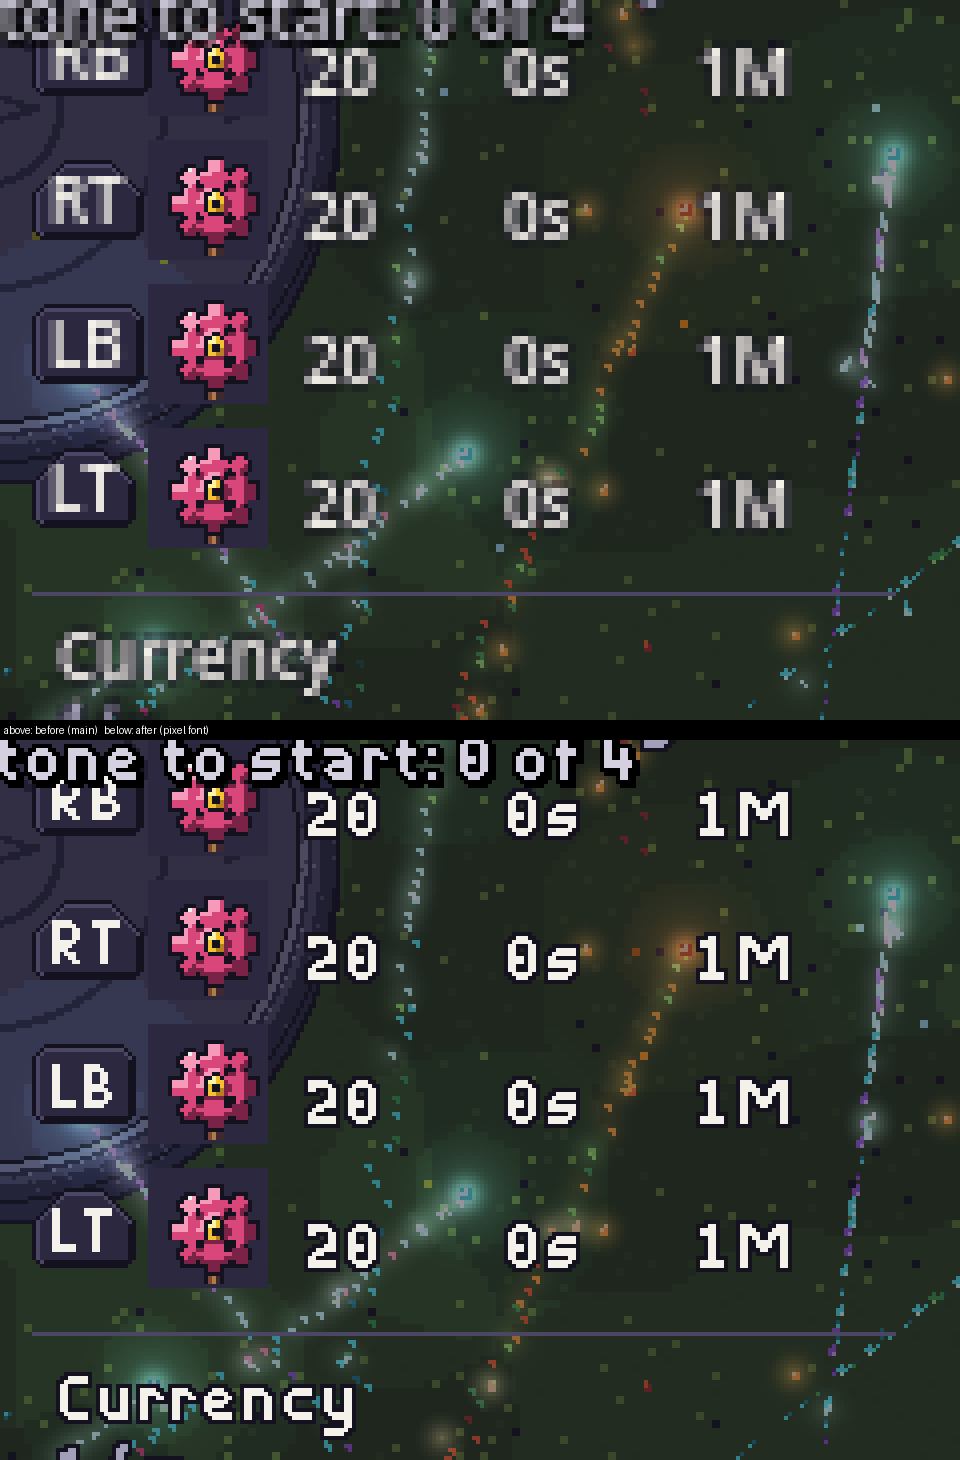 tone to start: 0 of 4
RB 20 0s 1M
RT 20 0s 1M
LB 20 0s 1M
LT 20 0s 1M
Currency
above: before (main) below: after (pixel font)
tone to start: 0 of 4
RB 20 0s 1M
RT 20 0s 1M
LB 20 0s 1M
LT 20 0s 1M
Currency